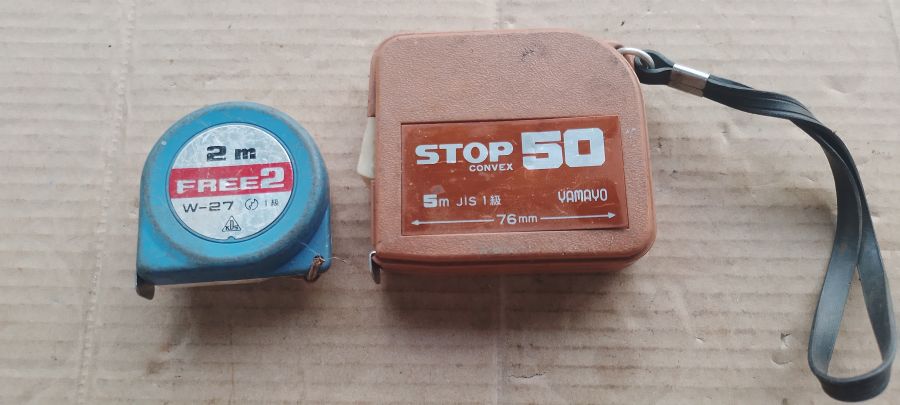 2 m
FREE2
W-27 1級
STOP 50
CONVEX
5m JIS 1級
YAMAYO
76mm